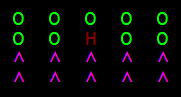 O O O O O
O O H O O
^ ^ ^ ^ ^
^ ^ ^ ^ ^